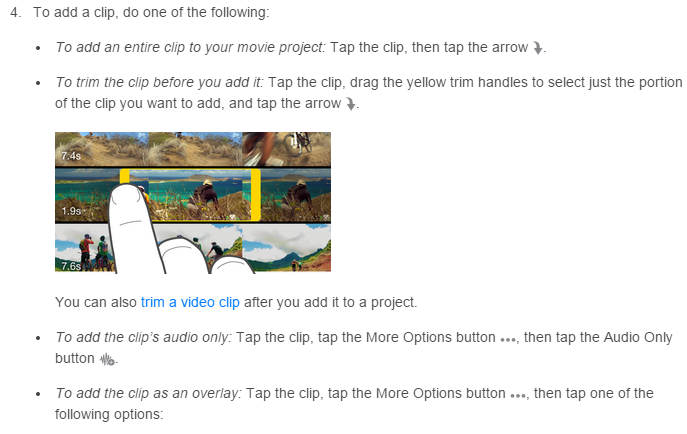 4. To add a clip, do one of the following:
• To add an entire clip to your movie project: Tap the clip, then tap the arrow .
• To trim the clip before you add it: Tap the clip, drag the yellow trim handles to select just the portion
of the clip you want to add, and tap the arrow .
7.4s
1.9s
7.6s
You can also trim a video clip after you add it to a project.
• To add the clip's audio only: Tap the clip, tap the More Options button •••, then tap the Audio Only
button .
• To add the clip as an overlay: Tap the clip, tap the More Options button •••, then tap one of the
following options: